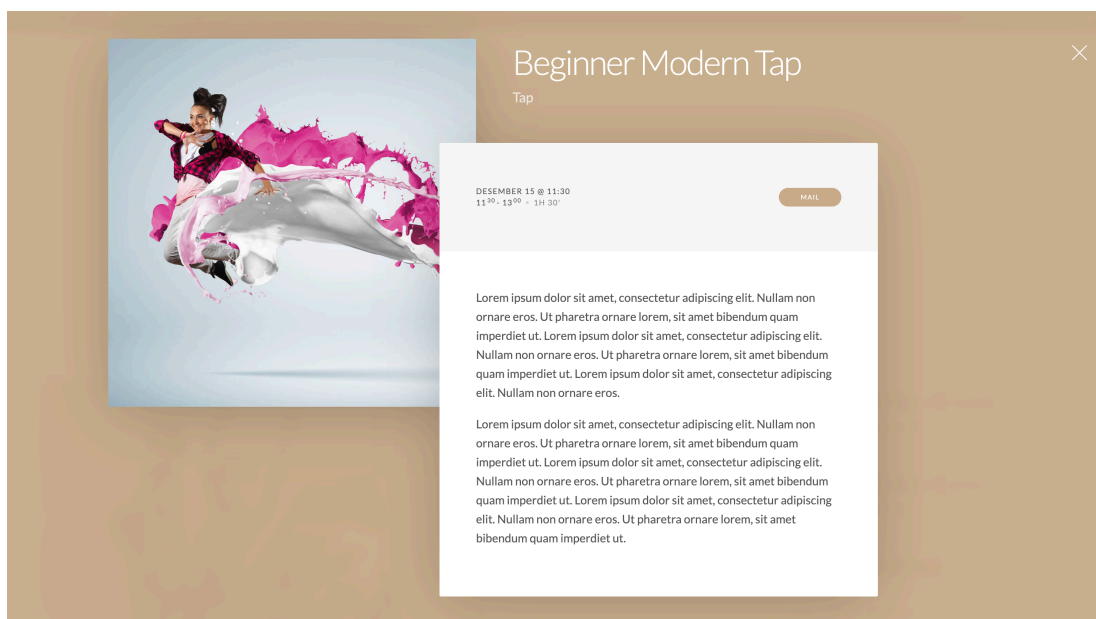 Beginner Modern Tap
Tap
DESEMBER 15 @ 11:30
11³⁰ - 13⁰⁰ • 1H 30'
MAIL
Lorem ipsum dolor sit amet, consectetur adipiscing elit. Nullam non
ornare eros. Ut pharetra ornare lorem, sit amet bibendum quam
imperdiet ut. Lorem ipsum dolor sit amet, consectetur adipiscing elit.
Nullam non ornare eros. Ut pharetra ornare lorem, sit amet bibendum
quam imperdiet ut. Lorem ipsum dolor sit amet, consectetur adipiscing
elit. Nullam non ornare eros.
Lorem ipsum dolor sit amet, consectetur adipiscing elit. Nullam non
ornare eros. Ut pharetra ornare lorem, sit amet bibendum quam
imperdiet ut. Lorem ipsum dolor sit amet, consectetur adipiscing elit.
Nullam non ornare eros. Ut pharetra ornare lorem, sit amet bibendum
quam imperdiet ut. Lorem ipsum dolor sit amet, consectetur adipiscing
elit. Nullam non ornare eros. Ut pharetra ornare lorem, sit amet
bibendum quam imperdiet ut.